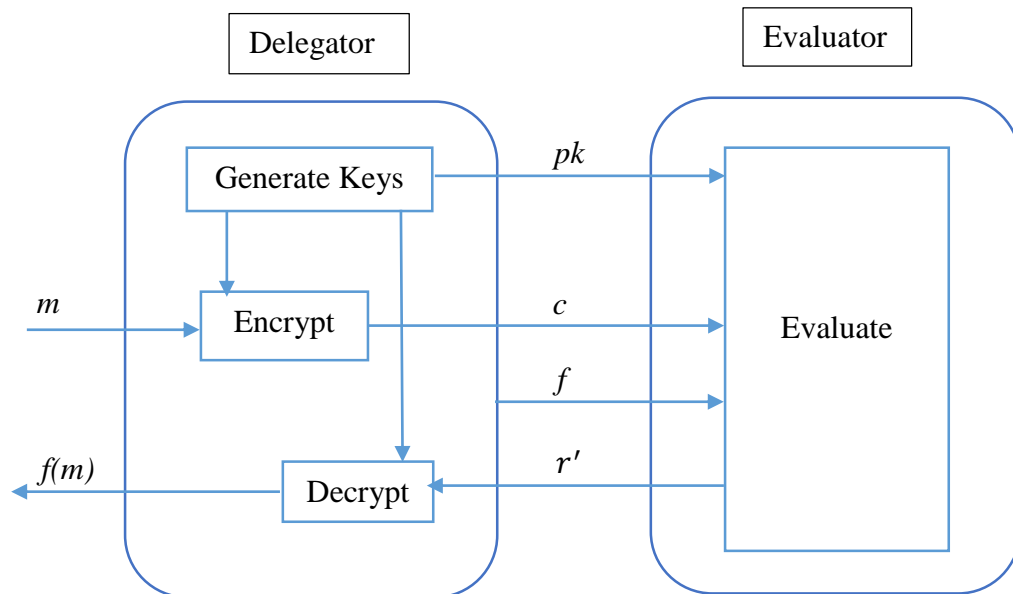 Delegator
Evaluator
Generate Keys
pk
m
Encrypt
c
Evaluate
f
f(m)
Decrypt
r′